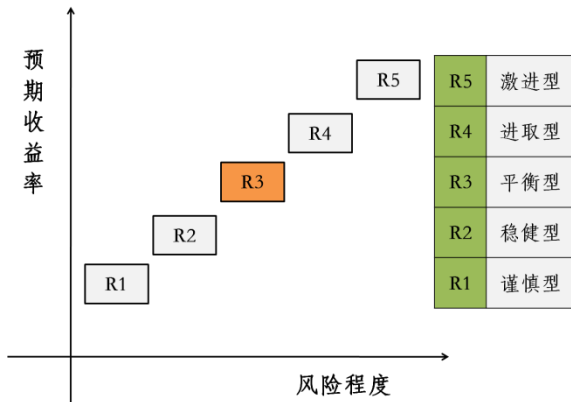 预期收益率
R5
R4
R3
R2
R1
风险程度
R5 激进型
R4 进取型
R3 平衡型
R2 稳健型
R1 谨慎型